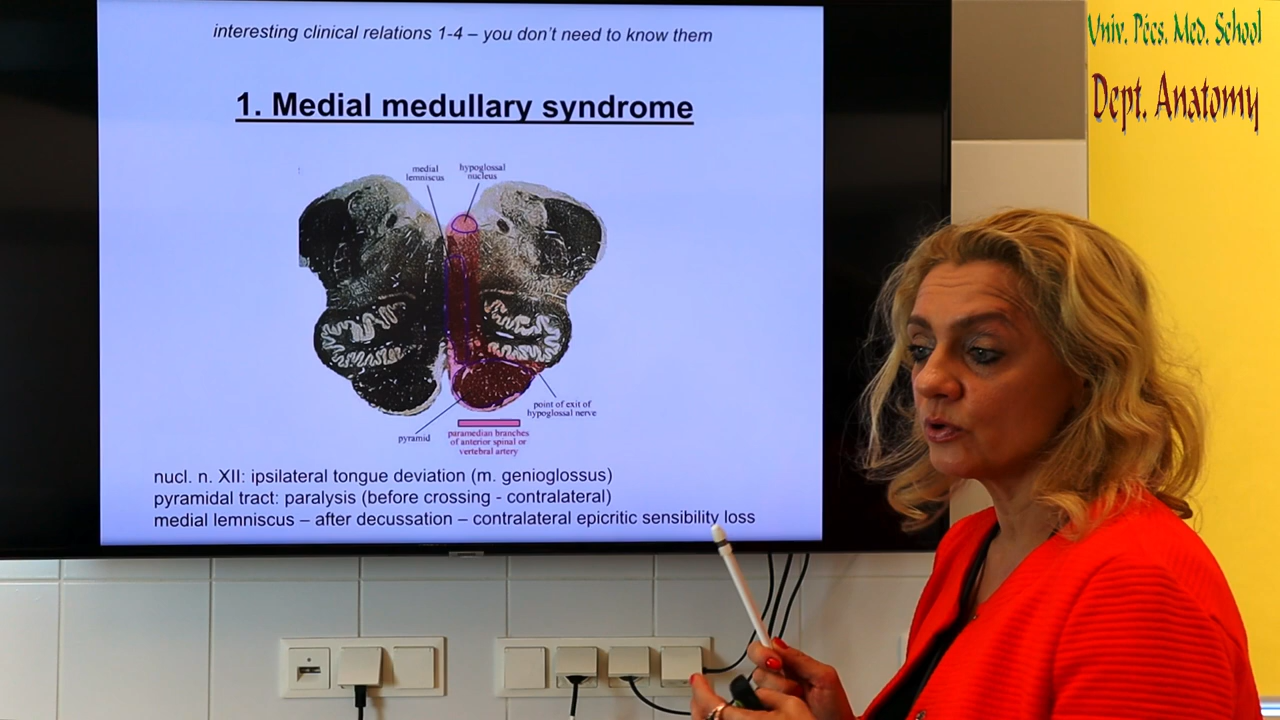 interesting clinical relations 1-4 – you don't need to know them
Univ. Pécs. Med. School
Dept. Anatomy
1. Medial medullary syndrome
medial
lemniscus
hypoglossal
nucleus
point of exit of
hypoglossal nerve
pyramid
paramedian branches
of anterior spinal or
vertebral artery
nucl. n. XII: ipsilateral tongue deviation (m. genioglossus)
pyramidal tract: paralysis (before crossing - contralateral)
medial lemniscus – after decussation – contralateral epicritic sensibility loss